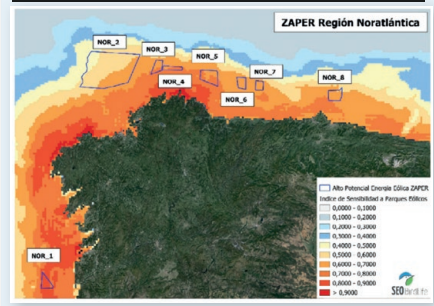 ZAPER Región Noratlántica
NOR_2
NOR_3
NOR_5
NOR_4
NOR_7
NOR_8
NOR_6
NOR_1
Alto Potencial Energía Eólica ZAPER
Indice de Sensibilidad a Parques Eólicos
0,0000 - 0,1000
0,1000 - 0,2000
0,2000 - 0,3000
0,3000 - 0,4000
0,4000 - 0,5000
0,5000 - 0,6000
0,6000 - 0,7000
0,7000 - 0,8000
0,8000 - 0,9000
> 0,9000
SEO BirdLife